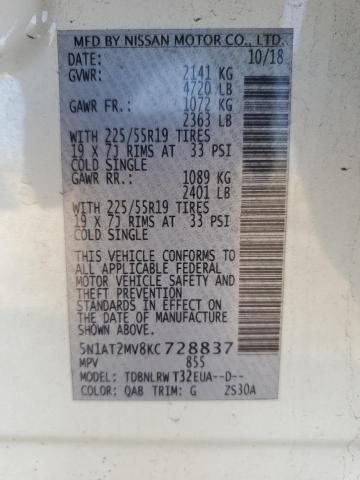 MFD BY NISSAN MOTOR CO., LTD.
DATE: 10/18
GVWR: 2141 KG
4720 LB
GAWR FR.: 1072 KG
2363 LB
WITH 225/55R19 TIRES
19 X 7J RIMS AT 33 PSI
COLD SINGLE
GAWR RR.: 1089 KG
2401 LB
WITH 225/55R19 TIRES
19 X 7J RIMS AT 33 PSI
COLD SINGLE
THIS VEHICLE CONFORMS TO
ALL APPLICABLE FEDERAL
MOTOR VEHICLE SAFETY AND
THEFT PREVENTION
STANDARDS IN EFFECT ON
THE DATE OF MANUFACTURE
SHOWN ABOVE.
5N1AT2MV8KC728837
MPV 855
MODEL: TDBNLRW T32EUA--D--
COLOR: QAB TRIM: G ZS30A